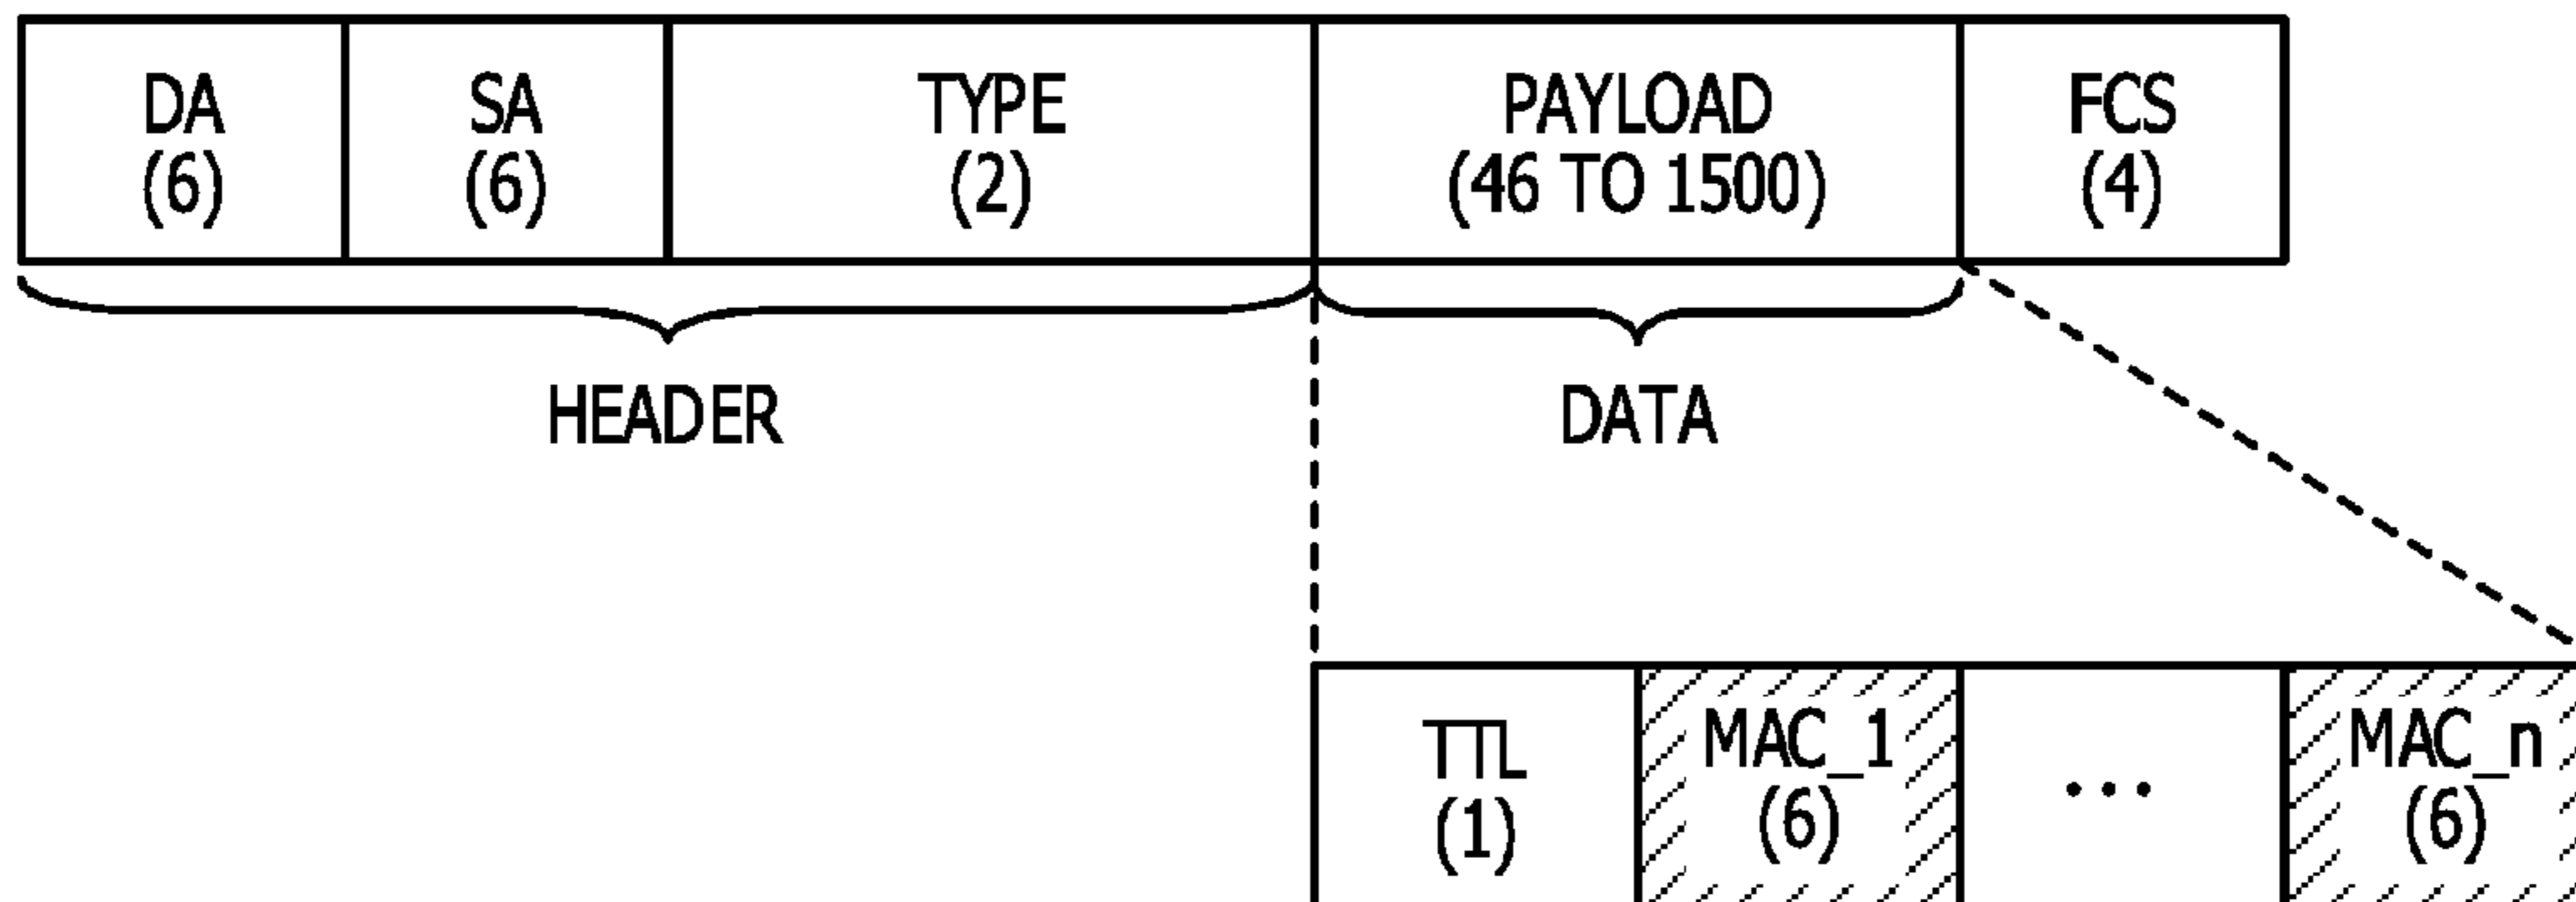 DA
(6)
SA
(6)
TYPE
(2)
PAYLOAD
(46 TO 1500)
FCS
(4)
HEADER
DATA
TTL
(1)
MAC_1
(6)
...
MAC_n
(6)